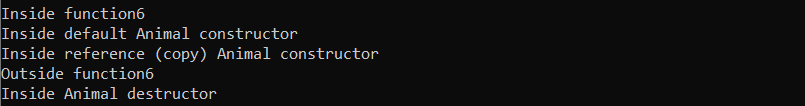 Inside function6
Inside default Animal constructor
Inside reference (copy) Animal constructor
Outside function6
Inside Animal destructor